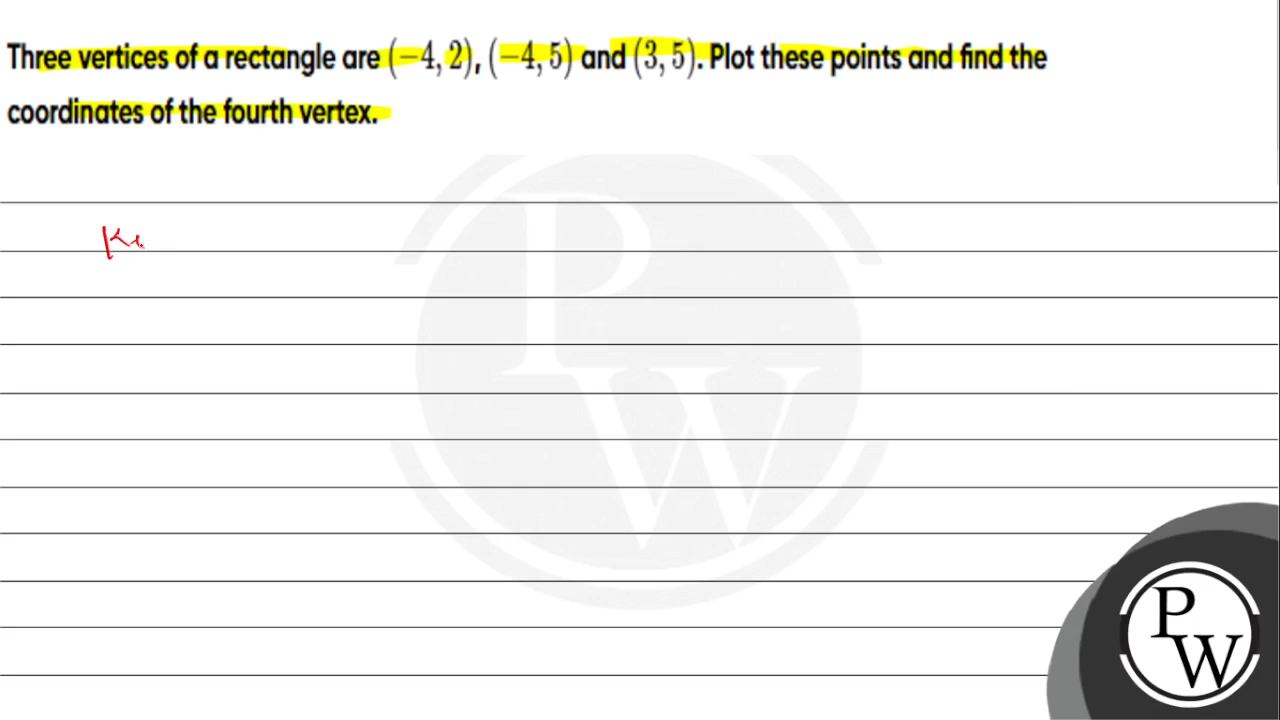 Three vertices of a rectangle are (−4, 2), (−4, 5) and (3, 5). Plot these points and find the
coordinates of the fourth vertex.
P
W
P
W